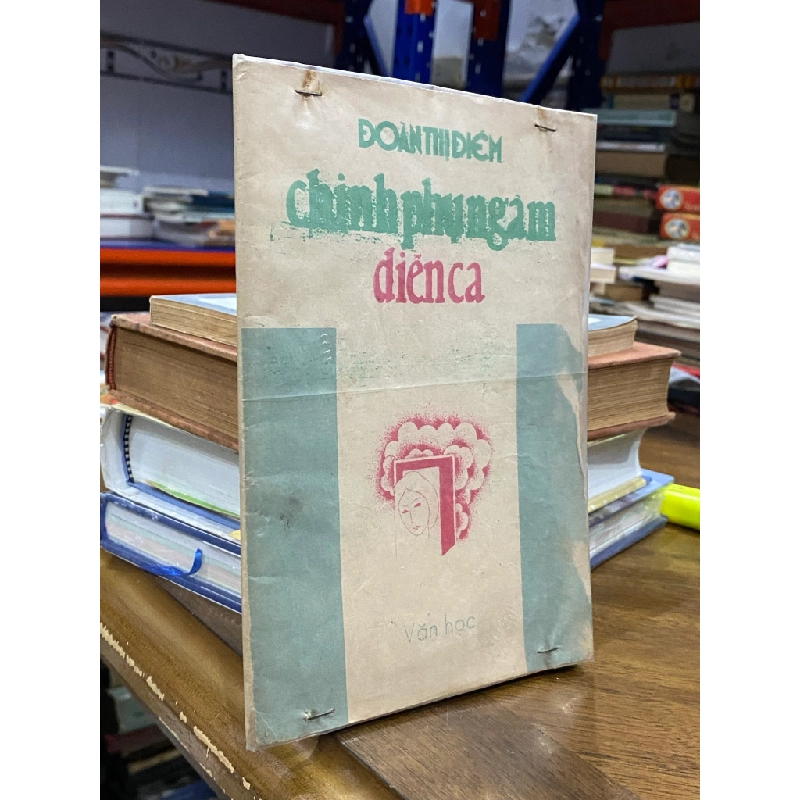 ĐOÀN THỊ ĐIỂM
chinh phụ ngâm
diễn ca
Văn học